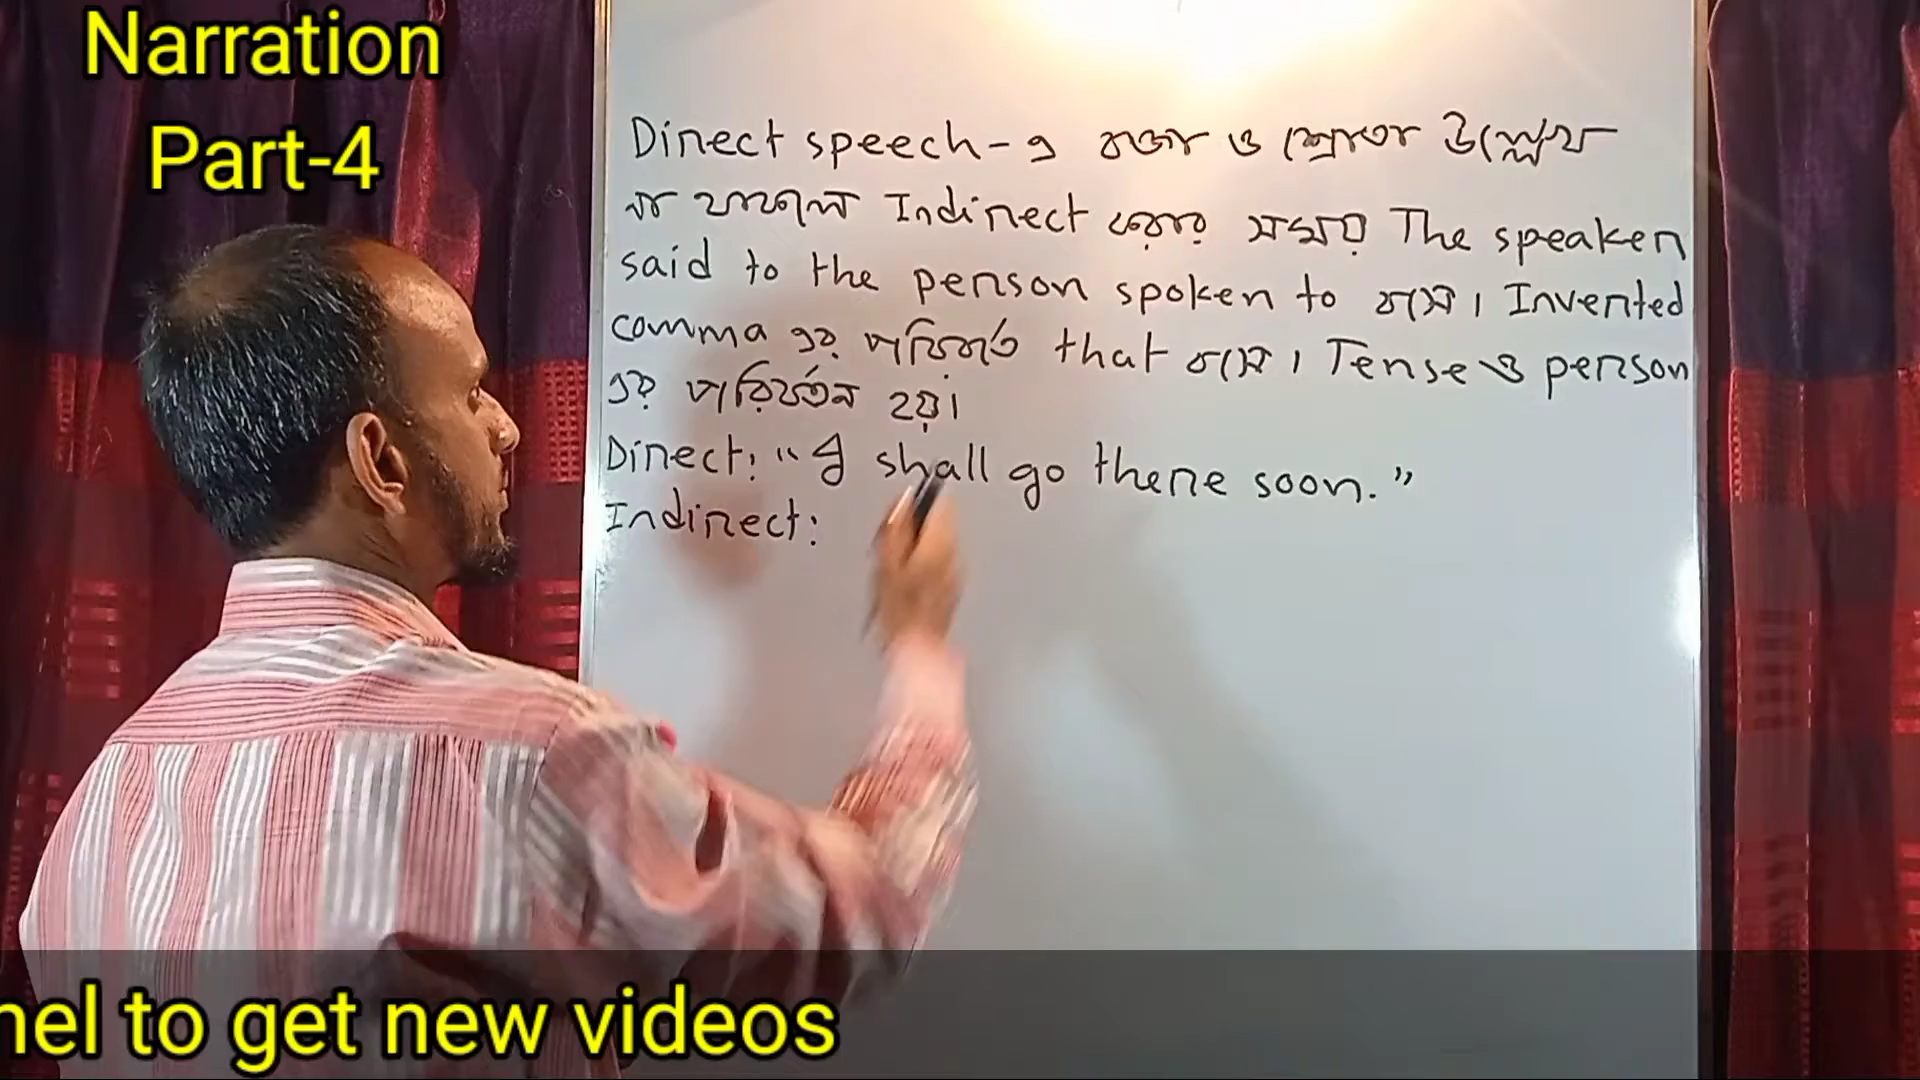 Narration
Part-4
Direct speech-এ বক্তা ও শ্রোতা উল্লেখ
না থাকলে Indirect করার সময় The speaker
said to the person spoken to বসে। Inverted
comma এর পরিবর্তে that বসে। Tense ও person
এর পরিবর্তন হয়।
Direct: "I shall go there soon."
Indirect:
nel to get new videos